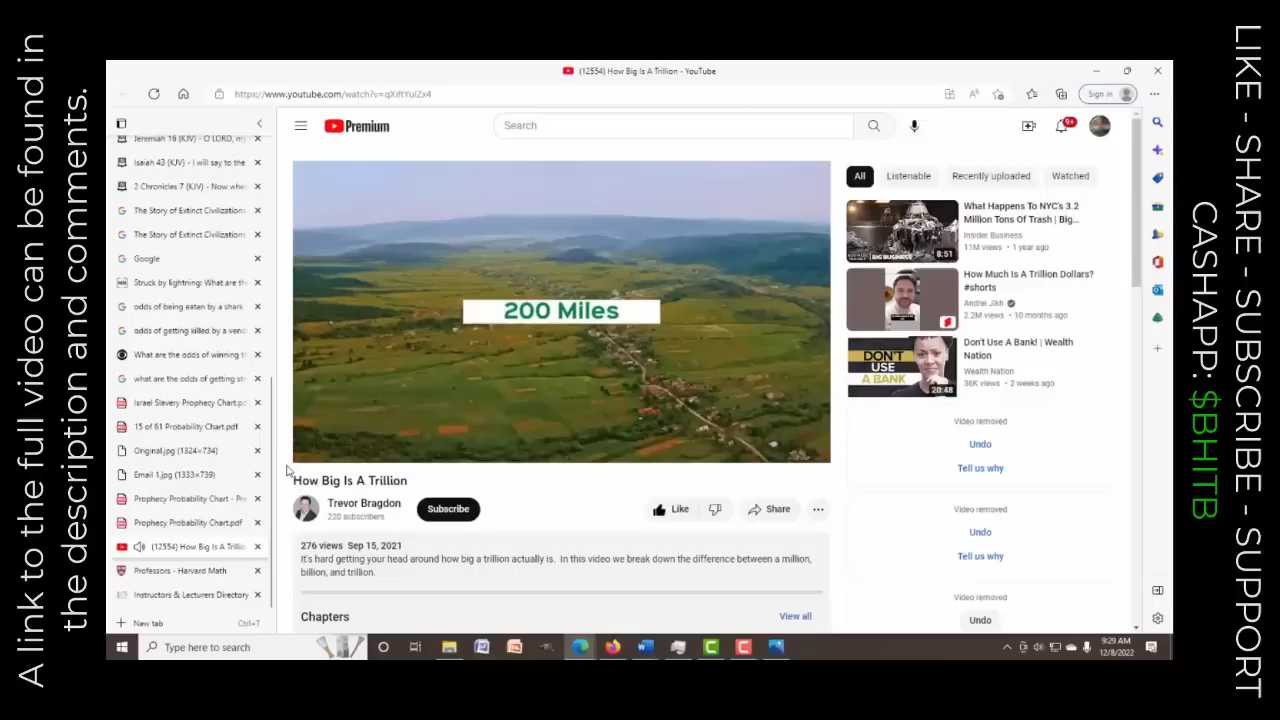 A link to the full video can be found in
the description and comments.
(12554) How Big Is A Trillion - YouTube
https://www.youtube.com/watch?v=qXiftYulZx4
Sign in
Jeremiah 16 (KJV) - O LORD, my
Isaiah 43 (KJV) - I will say to the
2 Chronicles 7 (KJV) - Now whe
The Story of Extinct Civilizations
The Story of Extinct Civilizations
Google
Struck by lightning: What are the
odds of being eaten by a shark
odds of getting killed by a vend
What are the odds of winning t
what are the odds of getting st
Israel Slavery Prophecy Chart.pd
15 of 61 Probability Chart.pdf
Original.jpg (1324×734)
Email 1.jpg (1333×739)
Prophecy Probability Chart - Pr
Prophecy Probability Chart.pdf
(12554) How Big Is A Trillio
Professors - Harvard Math
Instructors & Lecturers Directory
New tab
Ctrl+T
Premium
Search
9+
200 Miles
How Big Is A Trillion
Trevor Bragdon
220 subscribers
Subscribe
Like
Share
276 views Sep 15, 2021
It's hard getting your head around how big a trillion actually is. In this video we break down the difference between a million,
billion, and trillion.
Chapters
View all
All
Listenable
Recently uploaded
Watched
What Happens To NYC's 3.2
Million Tons Of Trash | Big...
Insider Business
11M views • 1 year ago
BIG BUSINESS
8:51
How Much Is A Trillion Dollars?
#shorts
Andrei Jikh
2.2M views • 10 months ago
Don't Use A Bank! | Wealth
Nation
Wealth Nation
36K views • 2 weeks ago
DON'T
USE
A BANK
20:48
Video removed
Undo
Tell us why
Video removed
Undo
Tell us why
Video removed
Undo
Type here to search
9:29 AM
12/8/2022
LIKE - SHARE - SUBSCRIBE - SUPPORT
CASHAPP: $BHITB